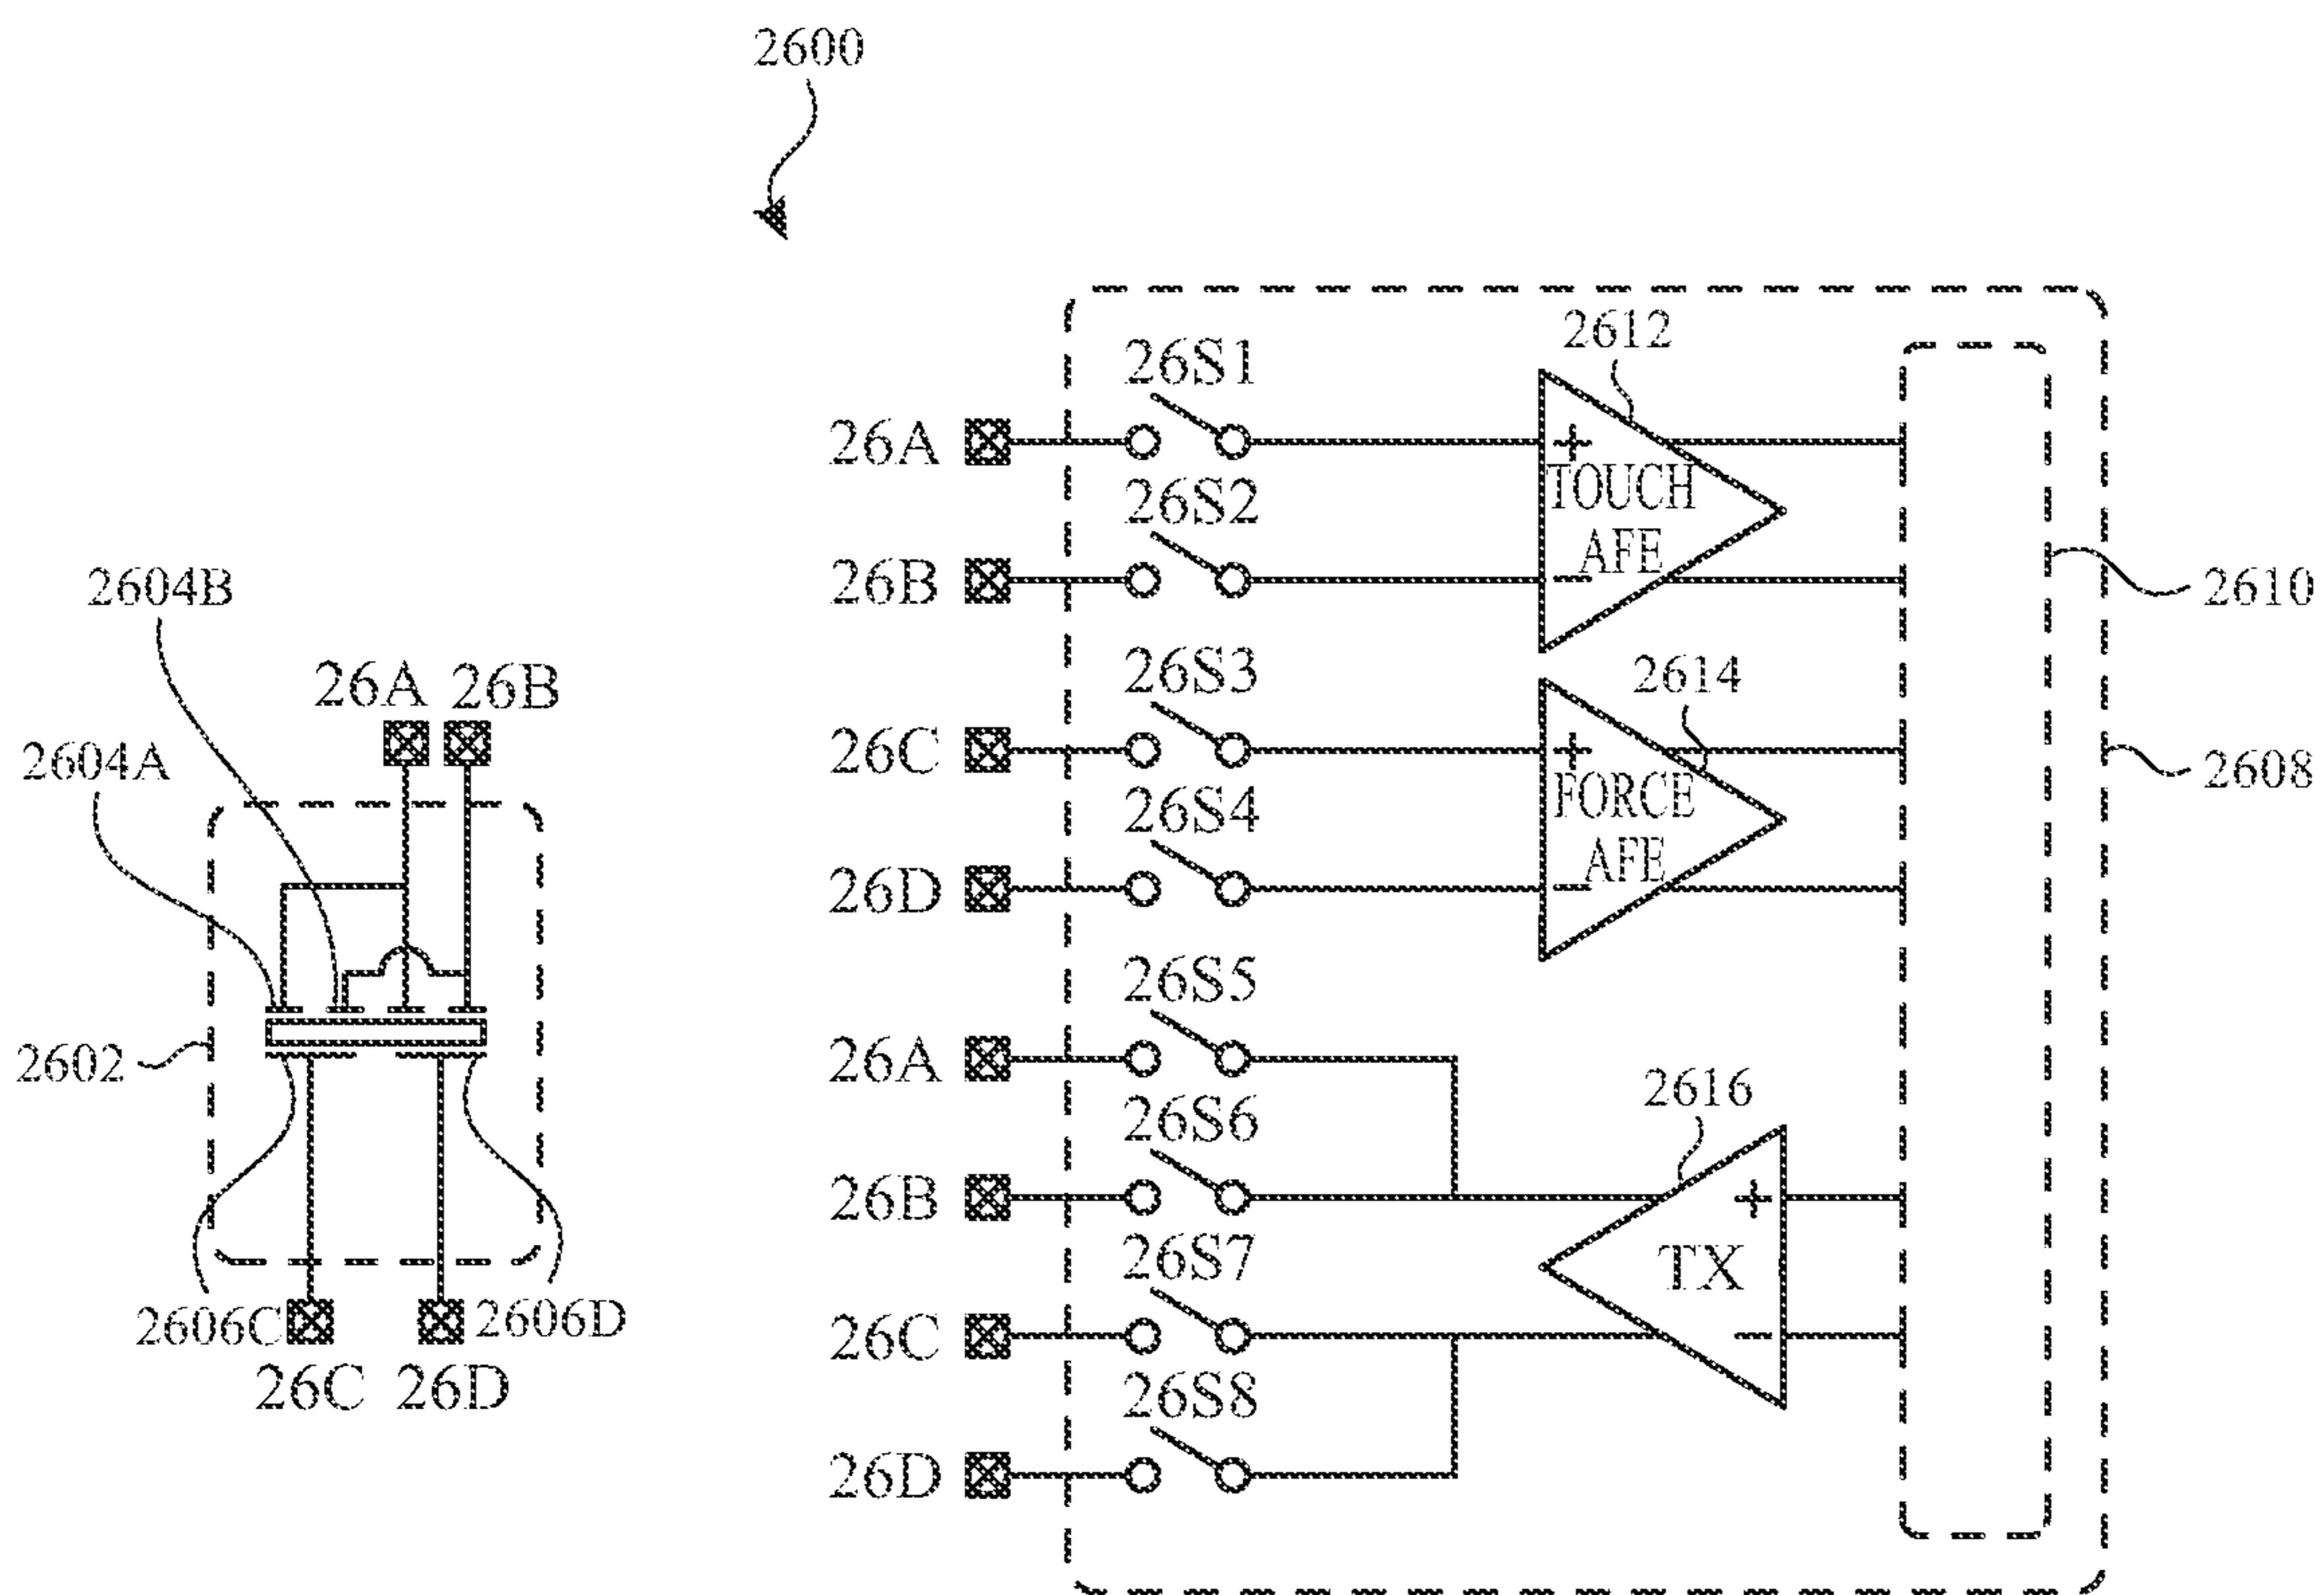 2600
2612
26S1
26A
+
TOUCH
AFE
26S2
26B
−
2610
2604B
26S3
2614
26A 26B
26C
+
FORCE
AFE
2608
2604A
26S4
26D
−
26S5
26A
2602
2616
26S6
26B
+
TX
26S7
2606C
2606D
26C
−
26C 26D
26S8
26D